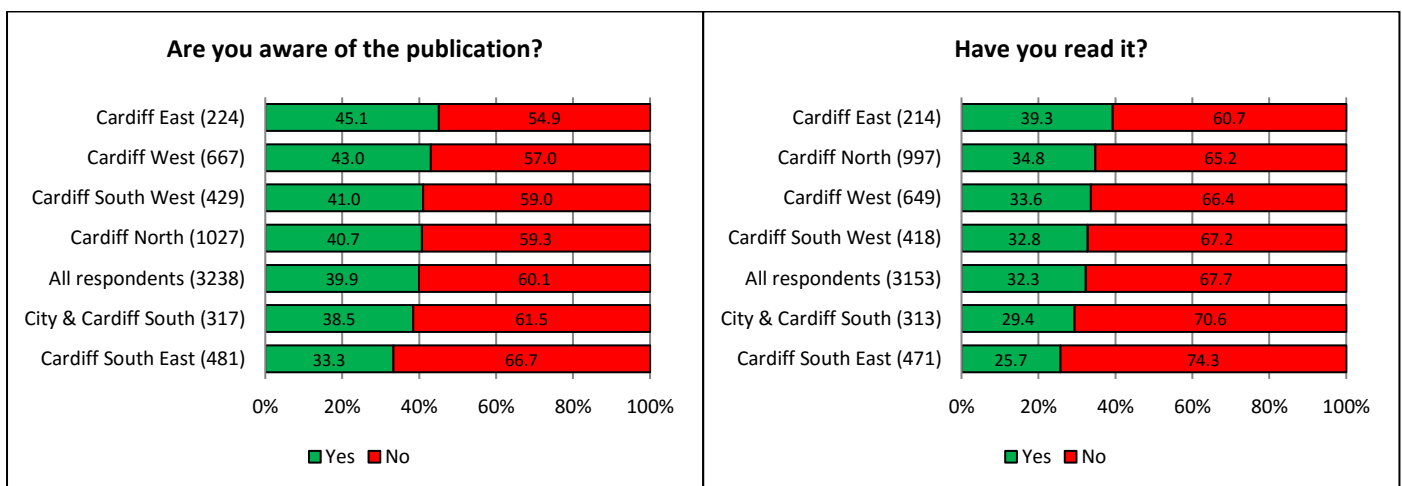 Are you aware of the publication?
Cardiff East (224) 45.1 54.9
Cardiff West (667) 43.0 57.0
Cardiff South West (429) 41.0 59.0
Cardiff North (1027) 40.7 59.3
All respondents (3238) 39.9 60.1
City & Cardiff South (317) 38.5 61.5
Cardiff South East (481) 33.3 66.7
0% 20% 40% 60% 80% 100%
Yes No
Have you read it?
Cardiff East (214) 39.3 60.7
Cardiff North (997) 34.8 65.2
Cardiff West (649) 33.6 66.4
Cardiff South West (418) 32.8 67.2
All respondents (3153) 32.3 67.7
City & Cardiff South (313) 29.4 70.6
Cardiff South East (471) 25.7 74.3
0% 20% 40% 60% 80% 100%
Yes No